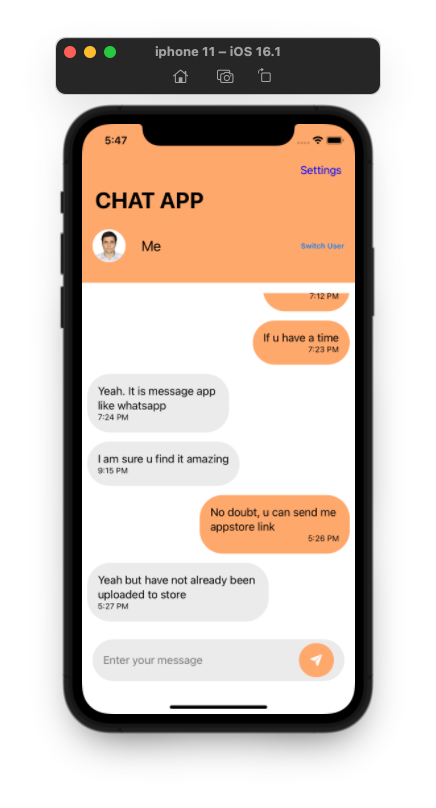 iphone 11 – iOS 16.1
5:47
Settings
CHAT APP
Me
Switch User
7:12 PM
If u have a time
7:23 PM
Yeah. It is message app
like whatsapp
7:24 PM
I am sure u find it amazing
9:15 PM
No doubt, u can send me
appstore link
5:26 PM
Yeah but have not already been
uploaded to store
5:27 PM
Enter your message